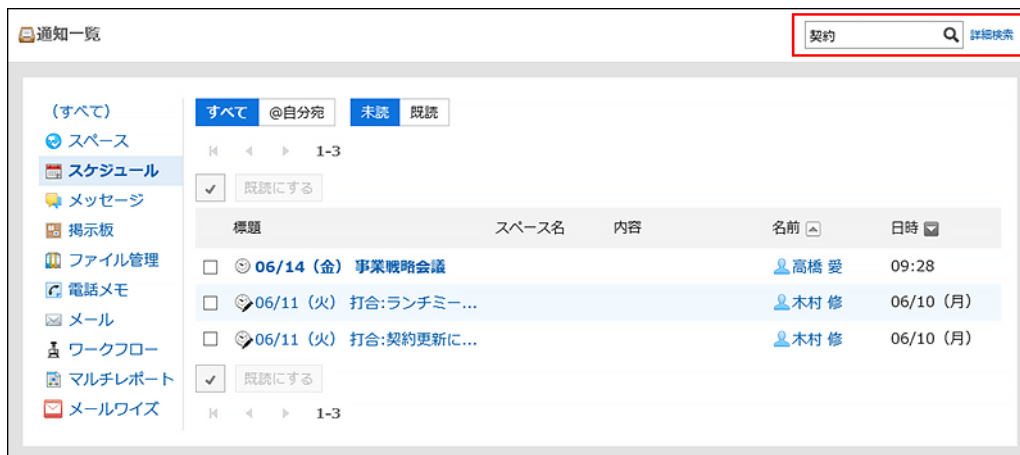 通知一覧
契約 詳細検索
(すべて)
スペース
スケジュール
メッセージ
掲示板
ファイル管理
電話メモ
メール
ワークフロー
マルチレポート
メールワイズ
すべて @自分宛 未読 既読
1-3
既読にする
標題 スペース名 内容 名前 日時
06/14(金) 事業戦略会議 高橋 愛 09:28
06/11(火) 打合:ランチミー... 木村 修 06/10(月)
06/11(火) 打合:契約更新に... 木村 修 06/10(月)
既読にする
1-3